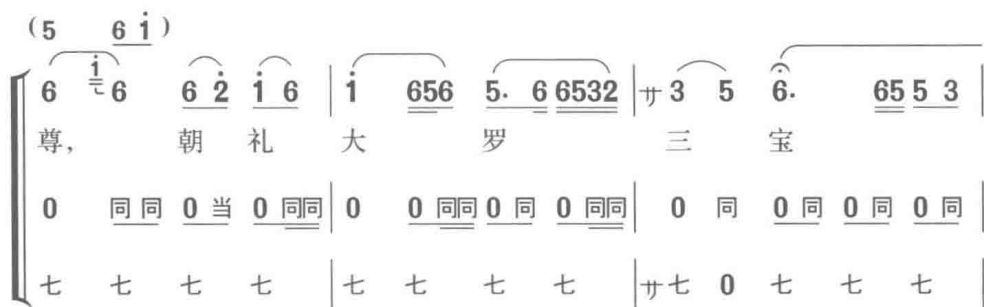 (5 6 i)
6 i 6 6 2 i 6 | i 656 5. 6 6532 | サ 3 5 6. 65 5 3
尊, 朝 礼 大 罗 三 宝
0 同 同 0 当 0 同同 | 0 0 同同 0 同 0 同同 | 0 同 0 同 0 同 0 同
七 七 七 七 | 七 七 七 七 | サ 七 0 七 七 七